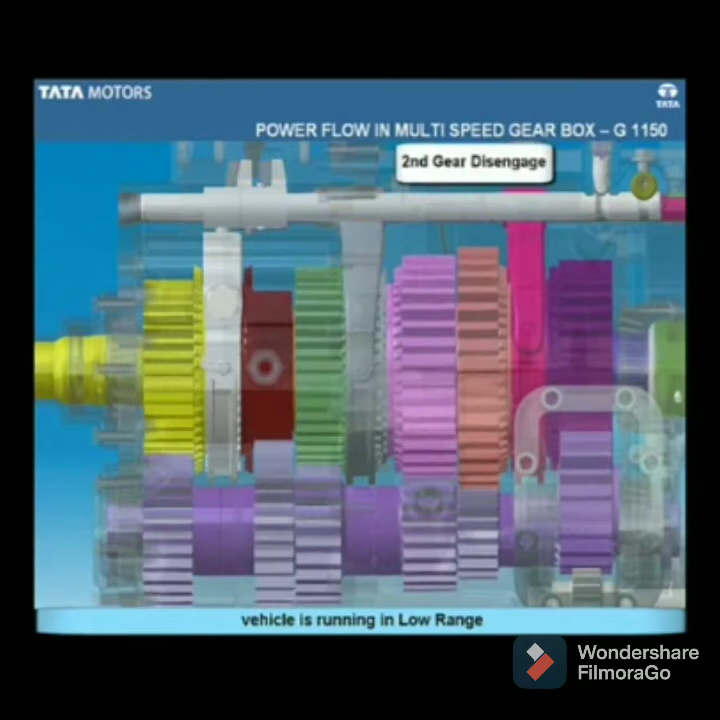 TATA MOTORS
TATA
POWER FLOW IN MULTI SPEED GEAR BOX – G 1150
2nd Gear Disengage
vehicle is running in Low Range
Wondershare
FilmoraGo